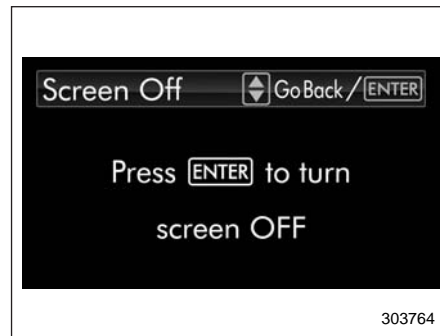 Screen Off GoBack/ENTER
Press ENTER to turn
screen OFF
303764